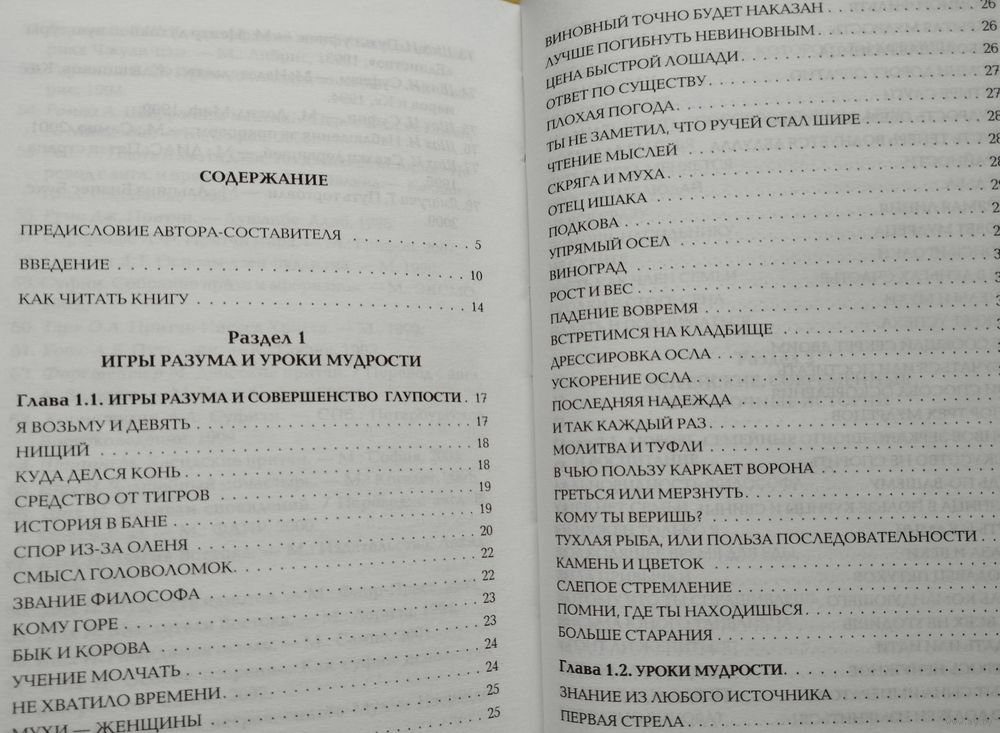 СОДЕРЖАНИЕ
ПРЕДИСЛОВИЕ АВТОРА-СОСТАВИТЕЛЯ . . . . . . . . . . 5
ВВЕДЕНИЕ . . . . . . . . . . 10
КАК ЧИТАТЬ КНИГУ . . . . . . . . . . 14
Раздел 1
ИГРЫ РАЗУМА И УРОКИ МУДРОСТИ
Глава 1.1. ИГРЫ РАЗУМА И СОВЕРШЕНСТВО ГЛУПОСТИ . 17
Я ВОЗЬМУ И ДЕВЯТЬ . . . . . . . . . . 17
НИЩИЙ . . . . . . . . . . 18
КУДА ДЕЛСЯ КОНЬ . . . . . . . . . . 18
СРЕДСТВО ОТ ТИГРОВ . . . . . . . . . . 19
ИСТОРИЯ В БАНЕ . . . . . . . . . . 19
СПОР ИЗ-ЗА ОЛЕНЯ . . . . . . . . . . 20
СМЫСЛ ГОЛОВОЛОМОК . . . . . . . . . . 22
ЗВАНИЕ ФИЛОСОФА . . . . . . . . . . 22
КОМУ ГОРЕ . . . . . . . . . . 23
БЫК И КОРОВА . . . . . . . . . . 23
УЧЕНИЕ МОЛЧАТЬ . . . . . . . . . . 24
НЕ ХВАТИЛО ВРЕМЕНИ . . . . . . . . . . 24
МУХИ — ЖЕНЩИНЫ . . . . . . . . . . 25
25
ВИНОВНЫЙ ТОЧНО БУДЕТ НАКАЗАН . . . . . . . . . . 26
ЛУЧШЕ ПОГИБНУТЬ НЕВИНОВНЫМ . . . . . . . . . . 26
ЦЕНА БЫСТРОЙ ЛОШАДИ . . . . . . . . . . 26
ОТВЕТ ПО СУЩЕСТВУ . . . . . . . . . . 27
ПЛОХАЯ ПОГОДА . . . . . . . . . . 27
ТЫ НЕ ЗАМЕТИЛ, ЧТО РУЧЕЙ СТАЛ ШИРЕ . . . . . . . . . . 28
ЧТЕНИЕ МЫСЛЕЙ . . . . . . . . . . 28
СКРЯГА И МУХА . . . . . . . . . . 28
ОТЕЦ ИШАКА . . . . . . . . . .
ПОДКОВА . . . . . . . . . .
УПРЯМЫЙ ОСЕЛ . . . . . . . . . .
ВИНОГРАД . . . . . . . . . .
РОСТ И ВЕС . . . . . . . . . .
ПАДЕНИЕ ВОВРЕМЯ . . . . . . . . . .
ВСТРЕТИМСЯ НА КЛАДБИЩЕ . . . . . . . . . .
ДРЕССИРОВКА ОСЛА . . . . . . . . . .
УСКОРЕНИЕ ОСЛА . . . . . . . . . .
ПОСЛЕДНЯЯ НАДЕЖДА . . . . . . . . . .
И ТАК КАЖДЫЙ РАЗ . . . . . . . . . .
МОЛИТВА И ТУФЛИ . . . . . . . . . .
В ЧЬЮ ПОЛЬЗУ КАРКАЕТ ВОРОНА . . . . . . . . . .
ГРЕТЬСЯ ИЛИ МЕРЗНУТЬ . . . . . . . . . .
КОМУ ТЫ ВЕРИШЬ? . . . . . . . . . .
ТУХЛАЯ РЫБА, ИЛИ ПОЛЬЗА ПОСЛЕДОВАТЕЛЬНОСТИ . . . . .
КАМЕНЬ И ЦВЕТОК . . . . . . . . . .
СЛЕПОЕ СТРЕМЛЕНИЕ . . . . . . . . . .
ПОМНИ, ГДЕ ТЫ НАХОДИШЬСЯ . . . . . . . . . .
БОЛЬШЕ СТАРАНИЯ . . . . . . . . . .
Глава 1.2. УРОКИ МУДРОСТИ . . . . . . . . . .
ЗНАНИЕ ИЗ ЛЮБОГО ИСТОЧНИКА . . . . . . . . . .
ПЕРВАЯ СТРЕЛА . . . . . . . . . .